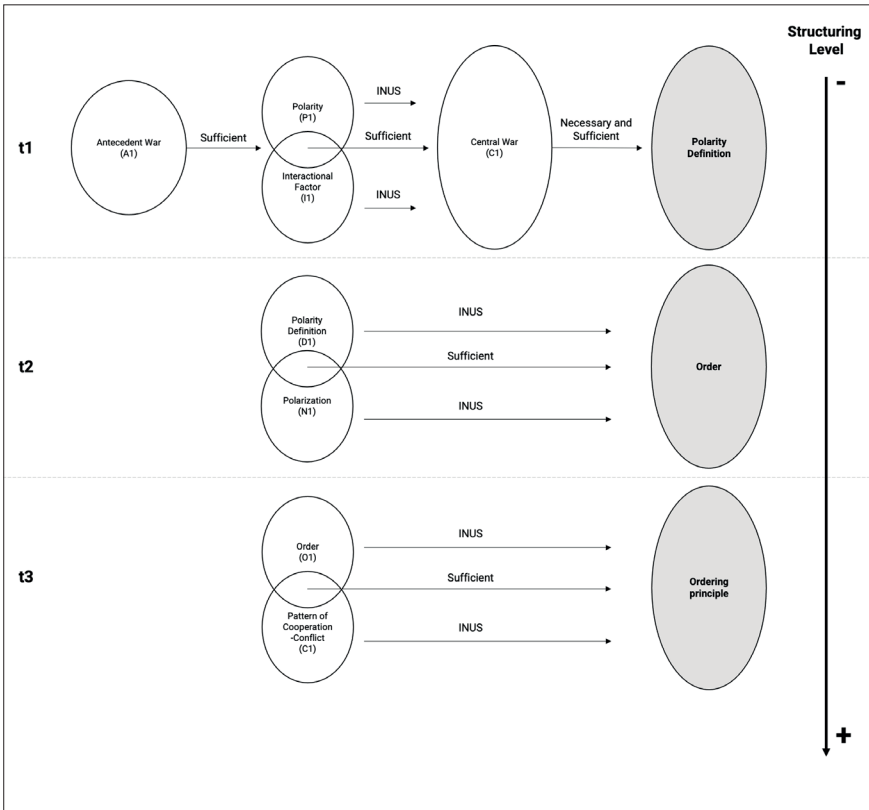 Structuring
Level
-
t1
Antecedent War
(A1)
Sufficient
Polarity
(P1)
Interactional
Factor
(I1)
INUS
Sufficient
INUS
Central War
(C1)
Necessary and
Sufficient
Polarity
Definition
t2
Polarity
Definition
(D1)
Polarization
(N1)
INUS
Sufficient
INUS
Order
t3
Order
(O1)
Pattern of
Cooperation
-Conflict
(C1)
INUS
Sufficient
INUS
Ordering
principle
+